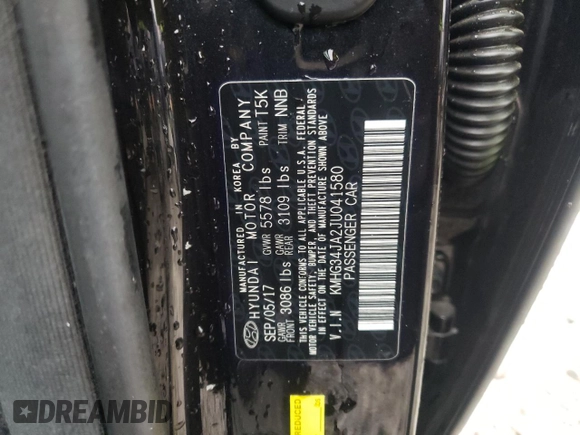 MANUFACTURED IN KOREA BY
HYUNDAI MOTOR COMPANY
SEP/05/17 GVWR 5578 lbs PAINT T5K
GAWR FRONT 3086 lbs GAWR REAR 3109 lbs TRIM NNB
THIS VEHICLE CONFORMS TO ALL APPLICABLE U.S.A. FEDERAL
MOTOR VEHICLE SAFETY, BUMPER, AND THEFT PREVENTION STANDARDS
IN EFFECT ON THE DATE OF MANUFACTURE SHOWN ABOVE.
V.I.N KMHG34JA2JU041580
PASSENGER CAR
REDUCED
DREAMBID